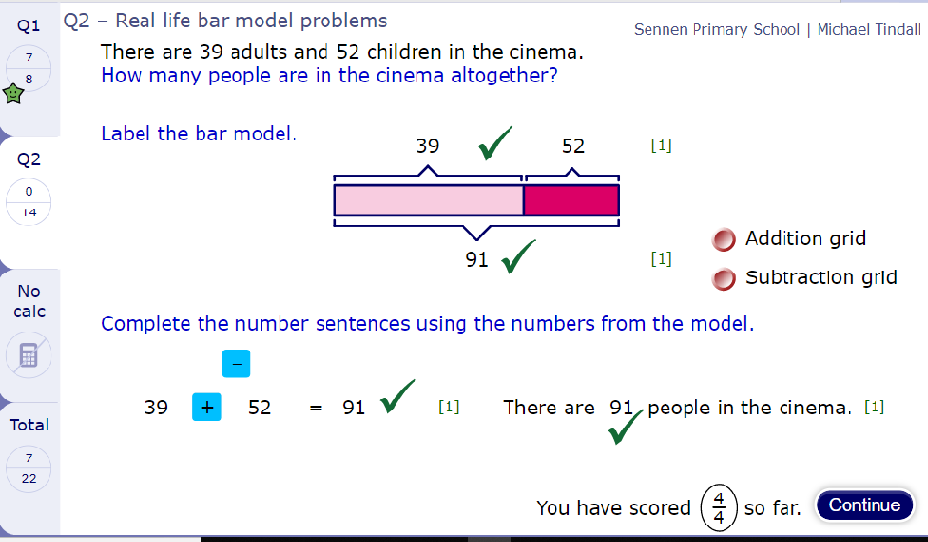 Q1
7
8
Q2
0
14
No
calc
Total
7
22
Q2 – Real life bar model problems
Sennen Primary School | Michael Tindall
There are 39 adults and 52 children in the cinema.
How many people are in the cinema altogether?
Label the bar model.
39 52 [1]
91 [1]
Addition grid
Subtraction grid
Complete the number sentences using the numbers from the model.
–
39 + 52 = 91 [1] There are 91 people in the cinema. [1]
You have scored 4/4 so far. Continue